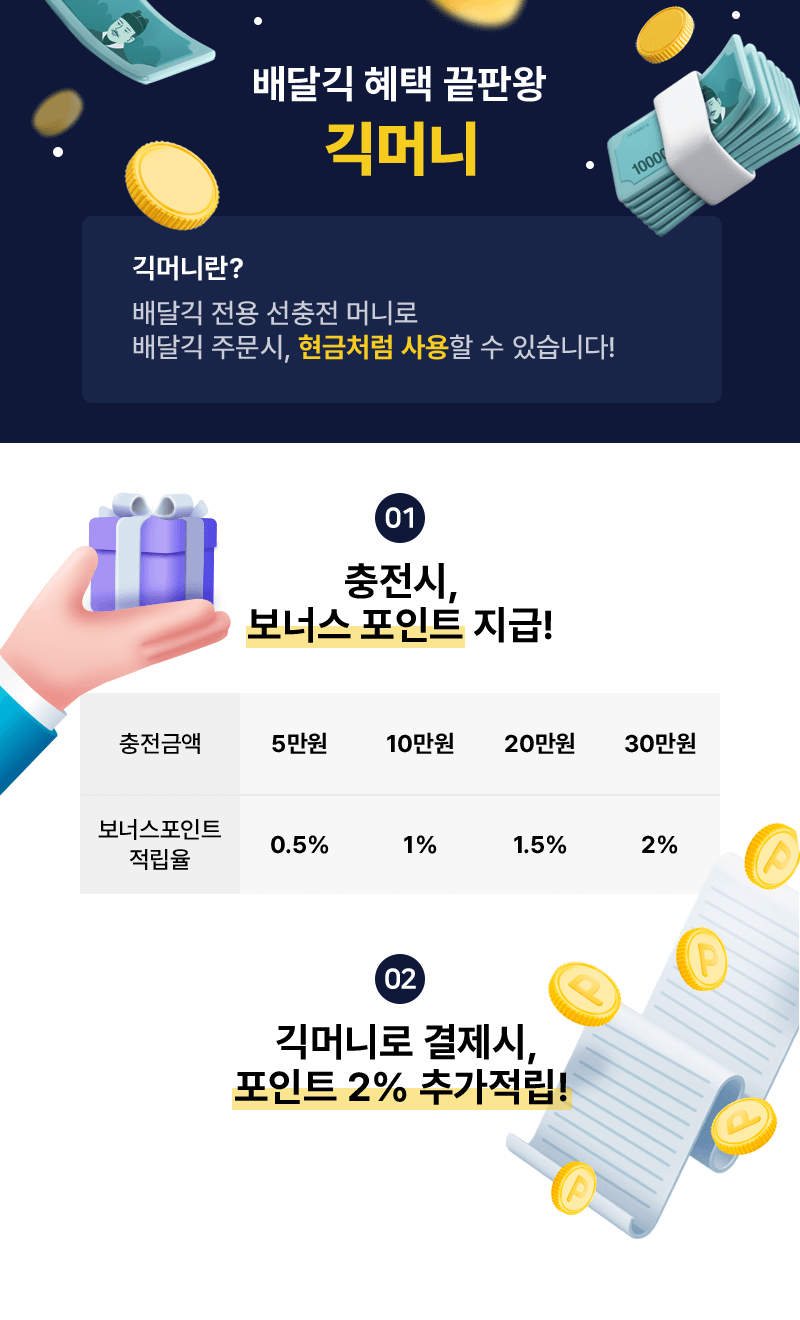 배달긱 혜택 끝판왕
긱머니
10000
긱머니란?
배달긱 전용 선충전 머니로
배달긱 주문시, 현금처럼 사용할 수 있습니다!
01
충전시,
보너스 포인트 지급!
충전금액 5만원 10만원 20만원 30만원
보너스포인트
적립율 0.5% 1% 1.5% 2%
02
긱머니로 결제시,
포인트 2% 추가적립!
P
P
P
P
P